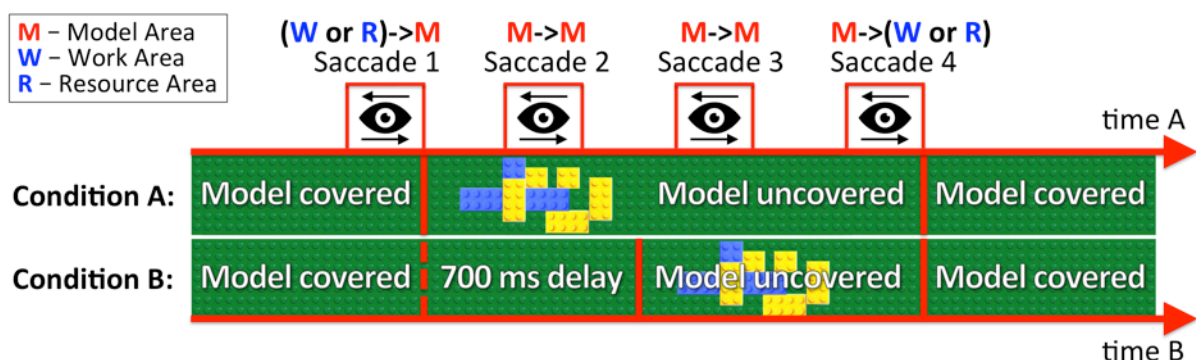 M – Model Area
W – Work Area
R – Resource Area
(W or R)->M
Saccade 1
M->M
Saccade 2
M->M
Saccade 3
M->(W or R)
Saccade 4
time A
Condition A:
Model covered
Model uncovered
Model covered
Condition B:
Model covered
700 ms delay
Model uncovered
Model covered
time B